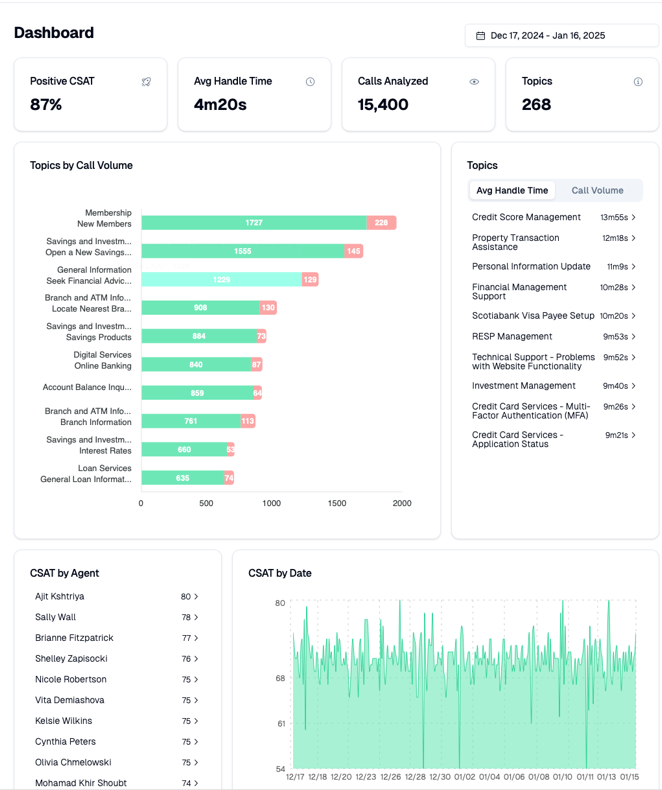 Dashboard
Dec 17, 2024 - Jan 16, 2025
Positive CSAT
87%
Avg Handle Time
4m20s
Calls Analyzed
15,400
Topics
268
Topics by Call Volume
Membership
New Members
1727
228
Savings and Investm...
Open a New Savings...
1555
145
General Information
Seek Financial Advic...
1229
129
Branch and ATM Info...
Locate Nearest Bra...
908
130
Savings and Investm...
Savings Products
884
73
Digital Services
Online Banking
840
87
Account Balance Inqu...
859
64
Branch and ATM Info...
Branch Information
761
113
Savings and Investm...
Interest Rates
660
53
Loan Services
General Loan Informat...
635
74
0
500
1000
1500
2000
Topics
Avg Handle Time
Call Volume
Credit Score Management
13m55s
Property Transaction
Assistance
12m18s
Personal Information Update
11m9s
Financial Management
Support
10m28s
Scotiabank Visa Payee Setup
10m20s
RESP Management
9m53s
Technical Support - Problems
with Website Functionality
9m52s
Investment Management
9m40s
Credit Card Services - Multi-
Factor Authentication (MFA)
9m26s
Credit Card Services -
Application Status
9m21s
CSAT by Agent
Ajit Kshtriya
80
Sally Wall
78
Brianne Fitzpatrick
77
Shelley Zapisocki
76
Nicole Robertson
75
Vita Demiashova
75
Kelsie Wilkins
75
Cynthia Peters
75
Olivia Chmelowski
75
Mohamad Khir Shoubt
74
CSAT by Date
80
68
61
54
12/17
12/18
12/20
12/23
12/26
12/28
12/30
01/02
01/04
01/06
01/08
01/10
01/11
01/13
01/15